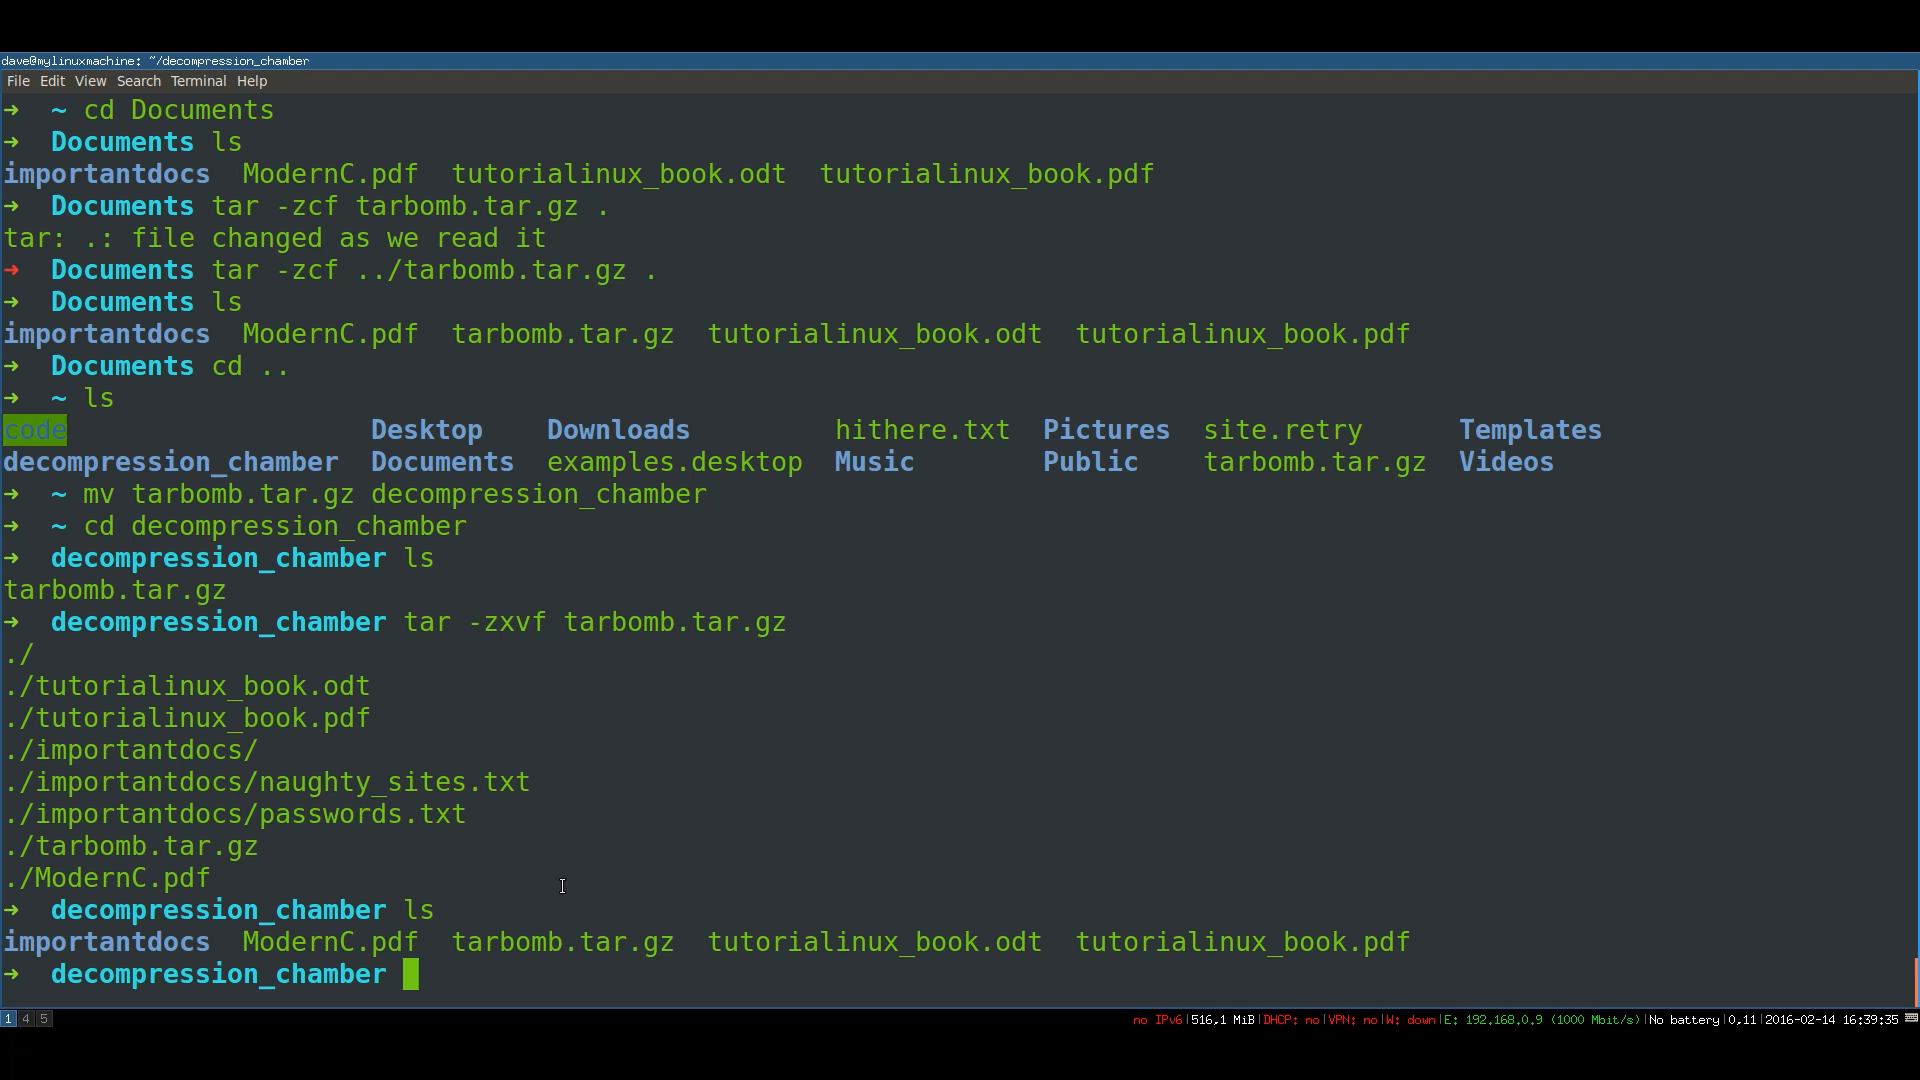 dave@mylinuxmachine: ~/decompression_chamber
File Edit View Search Terminal Help
➜  ~ cd Documents
➜  Documents ls
importantdocs  ModernC.pdf  tutorialinux_book.odt  tutorialinux_book.pdf
➜  Documents tar -zcf tarbomb.tar.gz .
tar: .: file changed as we read it
➜  Documents tar -zcf ../tarbomb.tar.gz .
➜  Documents ls
importantdocs  ModernC.pdf  tarbomb.tar.gz  tutorialinux_book.odt  tutorialinux_book.pdf
➜  Documents cd ..
➜  ~ ls
code                   Desktop    Downloads         hithere.txt  Pictures  site.retry      Templates
decompression_chamber  Documents  examples.desktop  Music        Public    tarbomb.tar.gz  Videos
➜  ~ mv tarbomb.tar.gz decompression_chamber
➜  ~ cd decompression_chamber
➜  decompression_chamber ls
tarbomb.tar.gz
➜  decompression_chamber tar -zxvf tarbomb.tar.gz
./
./tutorialinux_book.odt
./tutorialinux_book.pdf
./importantdocs/
./importantdocs/naughty_sites.txt
./importantdocs/passwords.txt
./tarbomb.tar.gz
./ModernC.pdf
➜  decompression_chamber ls
importantdocs  ModernC.pdf  tarbomb.tar.gz  tutorialinux_book.odt  tutorialinux_book.pdf
➜  decompression_chamber
1 4 5 no IPv6|516,1 MiB|DHCP: no|VPN: no|W: down|E: 192.168.0.9 (1000 Mbit/s)|No battery|0,11|2016-02-14 16:39:35